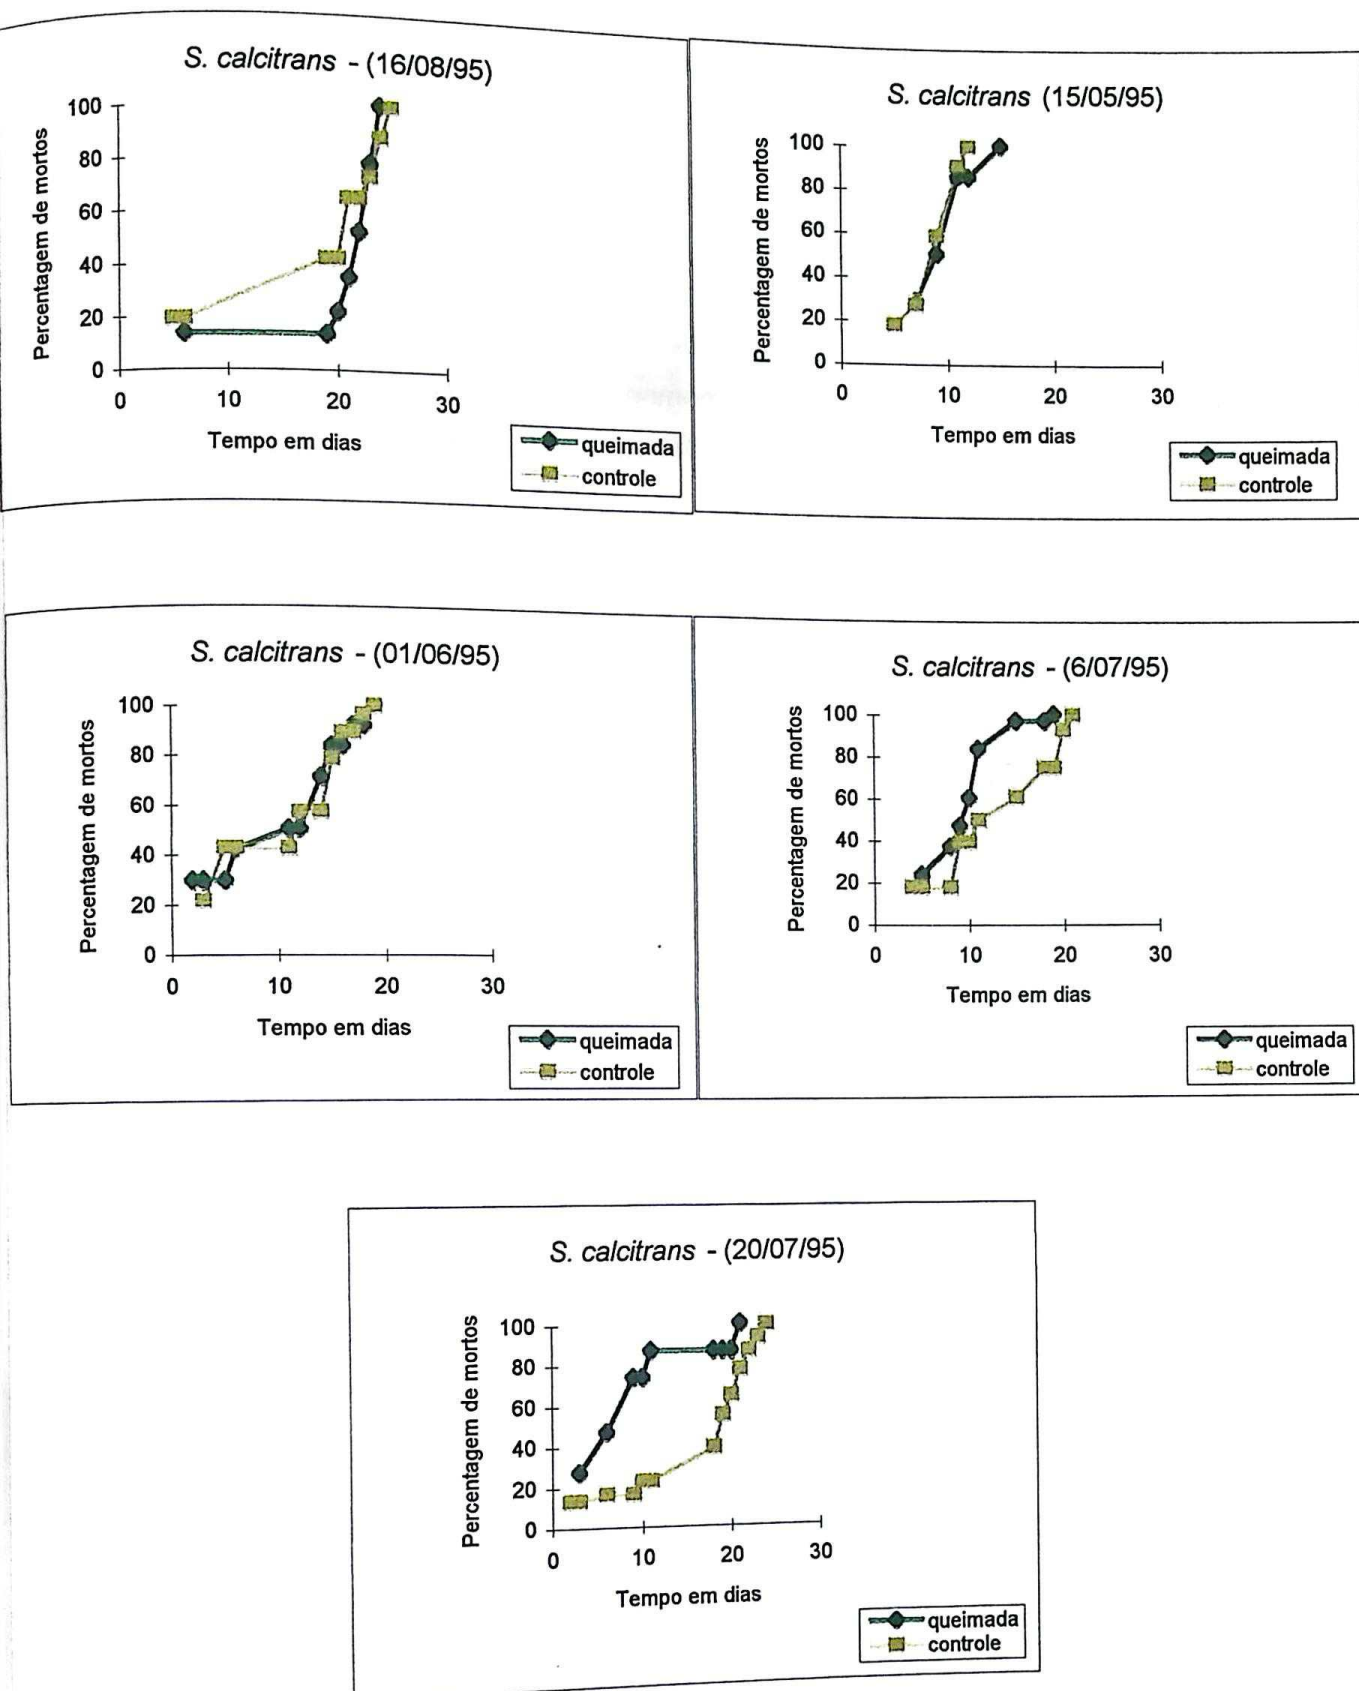 S. calcitrans - (16/08/95)
Percentagem de mortos
100
80
60
40
20
0
0 10 20 30
Tempo em dias
queimada
controle
S. calcitrans (15/05/95)
Percentagem de mortos
100
80
60
40
20
0
0 10 20 30
Tempo em dias
queimada
controle
S. calcitrans - (01/06/95)
Percentagem de mortos
100
80
60
40
20
0
0 10 20 30
Tempo em dias
queimada
controle
S. calcitrans - (6/07/95)
Percentagem de mortos
100
80
60
40
20
0
0 10 20 30
Tempo em dias
queimada
controle
S. calcitrans - (20/07/95)
Percentagem de mortos
100
80
60
40
20
0
0 10 20 30
Tempo em dias
queimada
controle